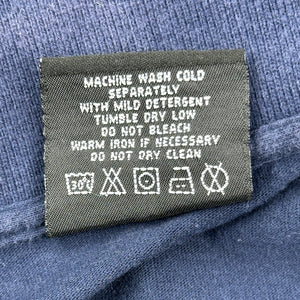 MACHINE WASH COLD
SEPARATELY
WITH MILD DETERGENT
TUMBLE DRY LOW
DO NOT BLEACH
WARM IRON IF NECESSARY
DO NOT DRY CLEAN
30°